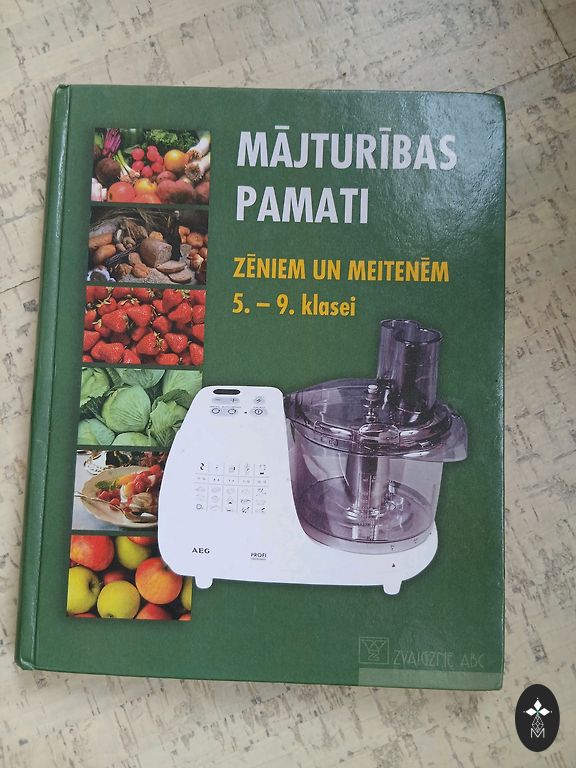 MĀJTURĪBAS
PAMATI
ZĒNIEM UN MEITENĒM
5. – 9. klasei
AEG
PROFI
ZVAIGZNE ABC
M